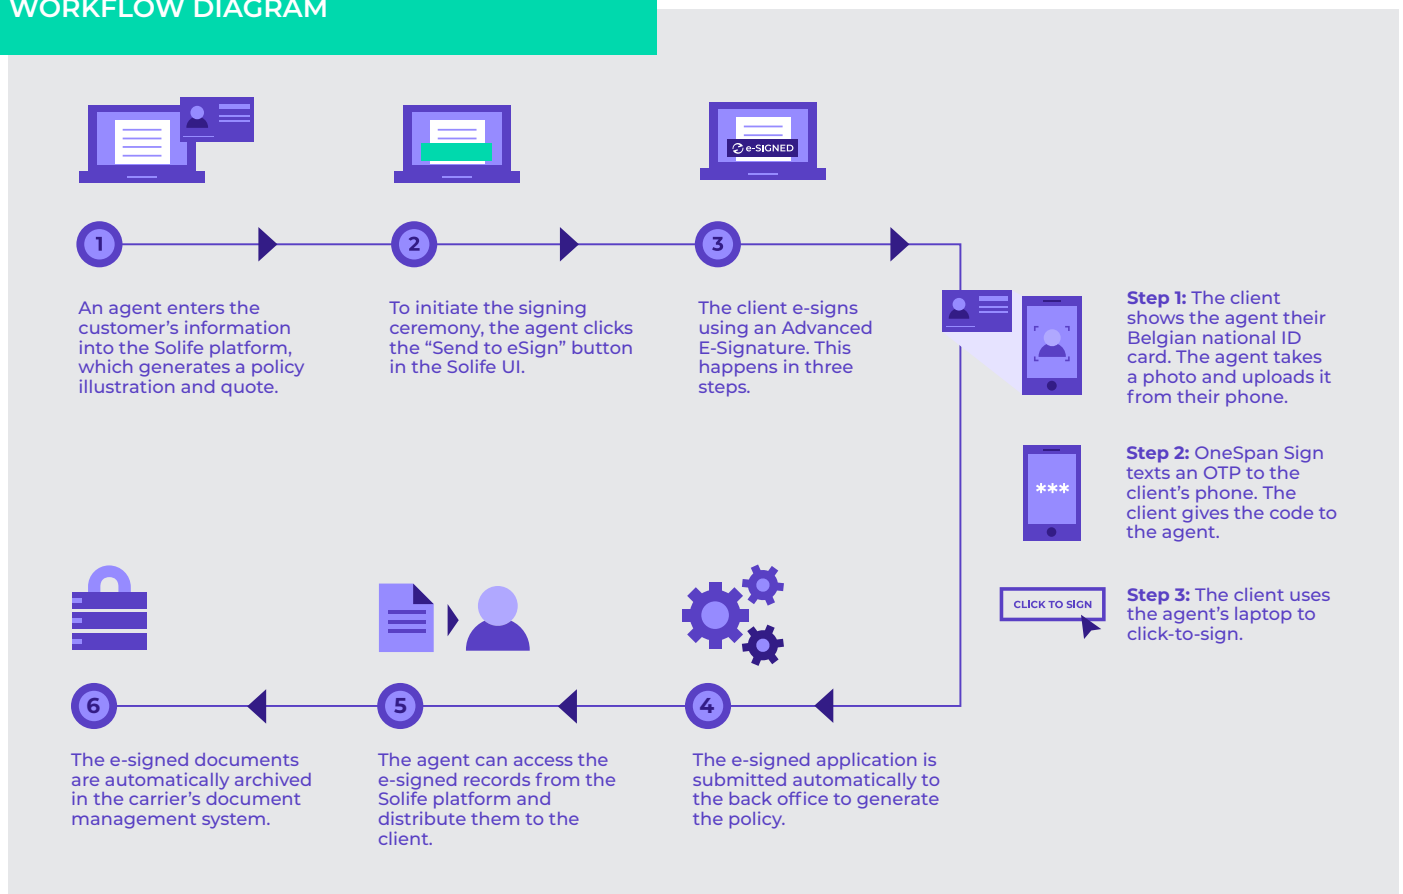 WORKFLOW DIAGRAM
e-SIGNED
1
2
3
An agent enters the
customer's information
into the Solife platform,
which generates a policy
illustration and quote.
To initiate the signing
ceremony, the agent clicks
the “Send to eSign” button
in the Solife UI.
The client e-signs
using an Advanced
E-Signature. This
happens in three
steps.
Step 1: The client
shows the agent their
Belgian national ID
card. The agent takes
a photo and uploads it
from their phone.
***
Step 2: OneSpan Sign
texts an OTP to the
client's phone. The
client gives the code to
the agent.
CLICK TO SIGN
Step 3: The client uses
the agent's laptop to
click-to-sign.
4
The e-signed application is
submitted automatically to
the back office to generate
the policy.
5
The agent can access the
e-signed records from the
Solife platform and
distribute them to the
client.
6
The e-signed documents
are automatically archived
in the carrier's document
management system.